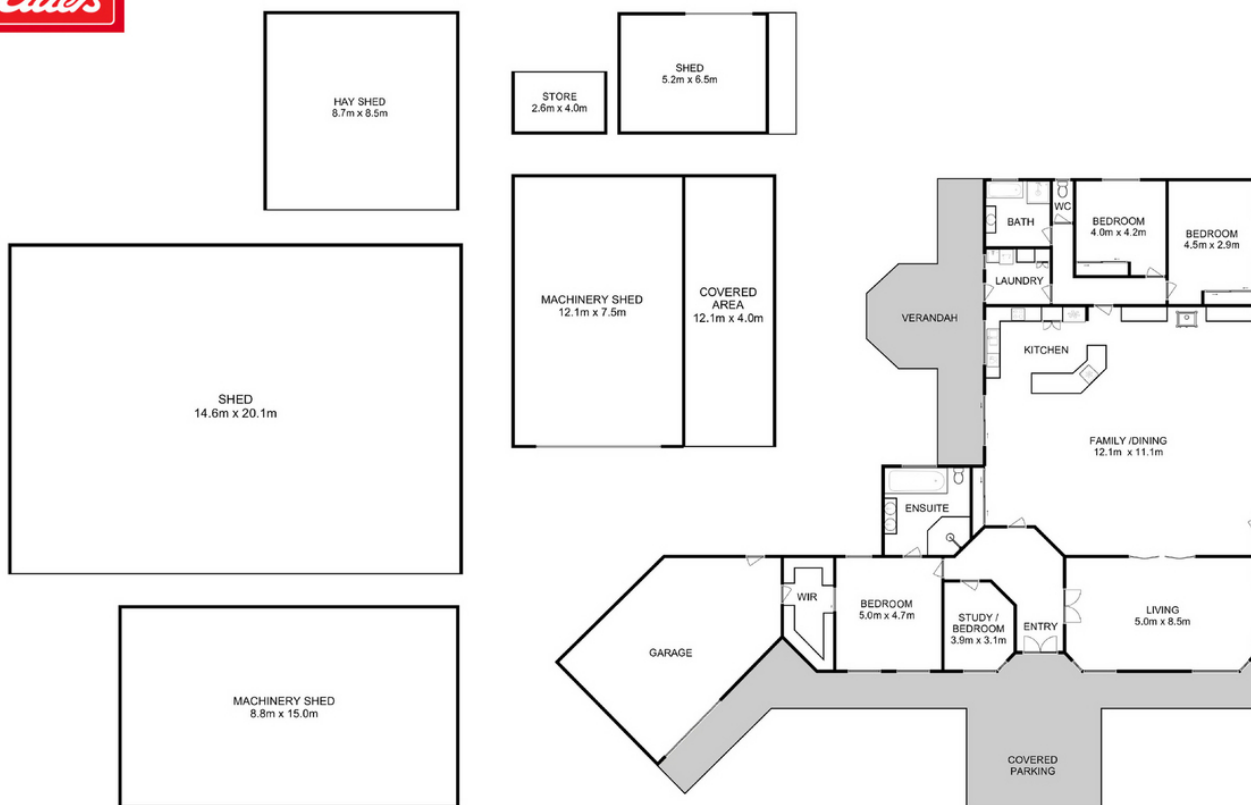 HAY SHED
8.7m x 8.5m
STORE
2.6m x 4.0m
SHED
5.2m x 6.5m
SHED
14.6m x 20.1m
MACHINERY SHED
12.1m x 7.5m
COVERED
AREA
12.1m x 4.0m
MACHINERY SHED
8.8m x 15.0m
BATH
WC
BEDROOM
4.0m x 4.2m
BEDROOM
4.5m x 2.9m
LAUNDRY
VERANDAH
KITCHEN
FAMILY /DINING
12.1m x 11.1m
ENSUITE
WIR
BEDROOM
5.0m x 4.7m
STUDY /
BEDROOM
3.9m x 3.1m
ENTRY
LIVING
5.0m x 8.5m
GARAGE
COVERED
PARKING